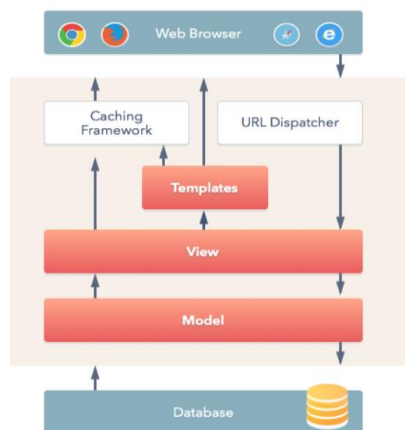 Web Browser
Caching
Framework
URL Dispatcher
Templates
View
Model
Database